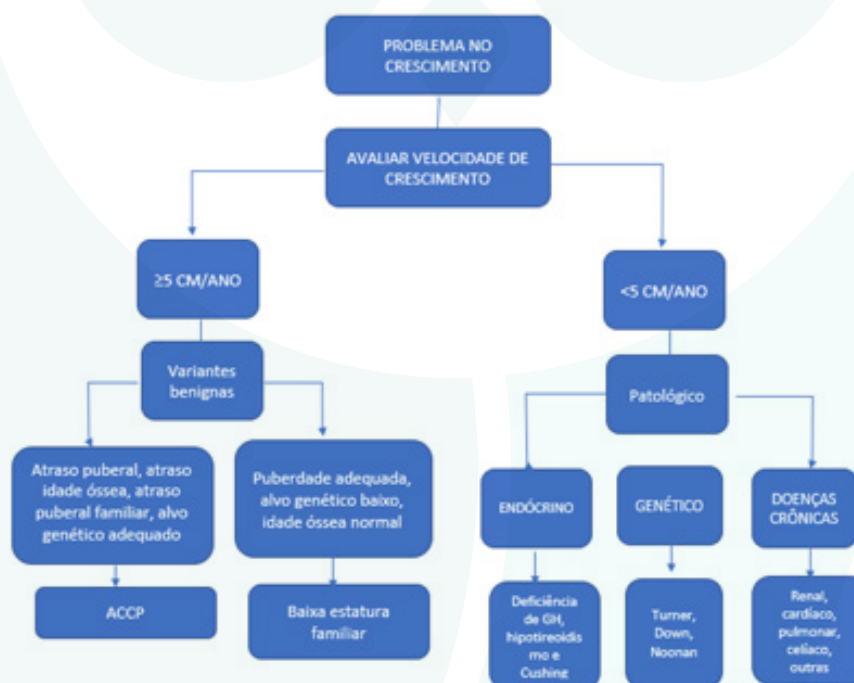 PROBLEMA NO
CRESCIMENTO
AVALIAR VELOCIDADE DE
CRESCIMENTO
≥5 CM/ANO
<5 CM/ANO
Variantes
benignas
Patológico
Atraso puberal, atraso
idade óssea, atraso
puberal familiar, alvo
genético adequado
Puberdade adequada,
alvo genético baixo,
idade óssea normal
ENDÓCRINO
GENÉTICO
DOENÇAS
CRÔNICAS
ACCP
Baixa estatura
familiar
Deficiência
de GH,
hipotireoidis
mo e
Cushing
Turner,
Down,
Noonan
Renal,
cardíaco,
pulmonar,
celíaco,
outras